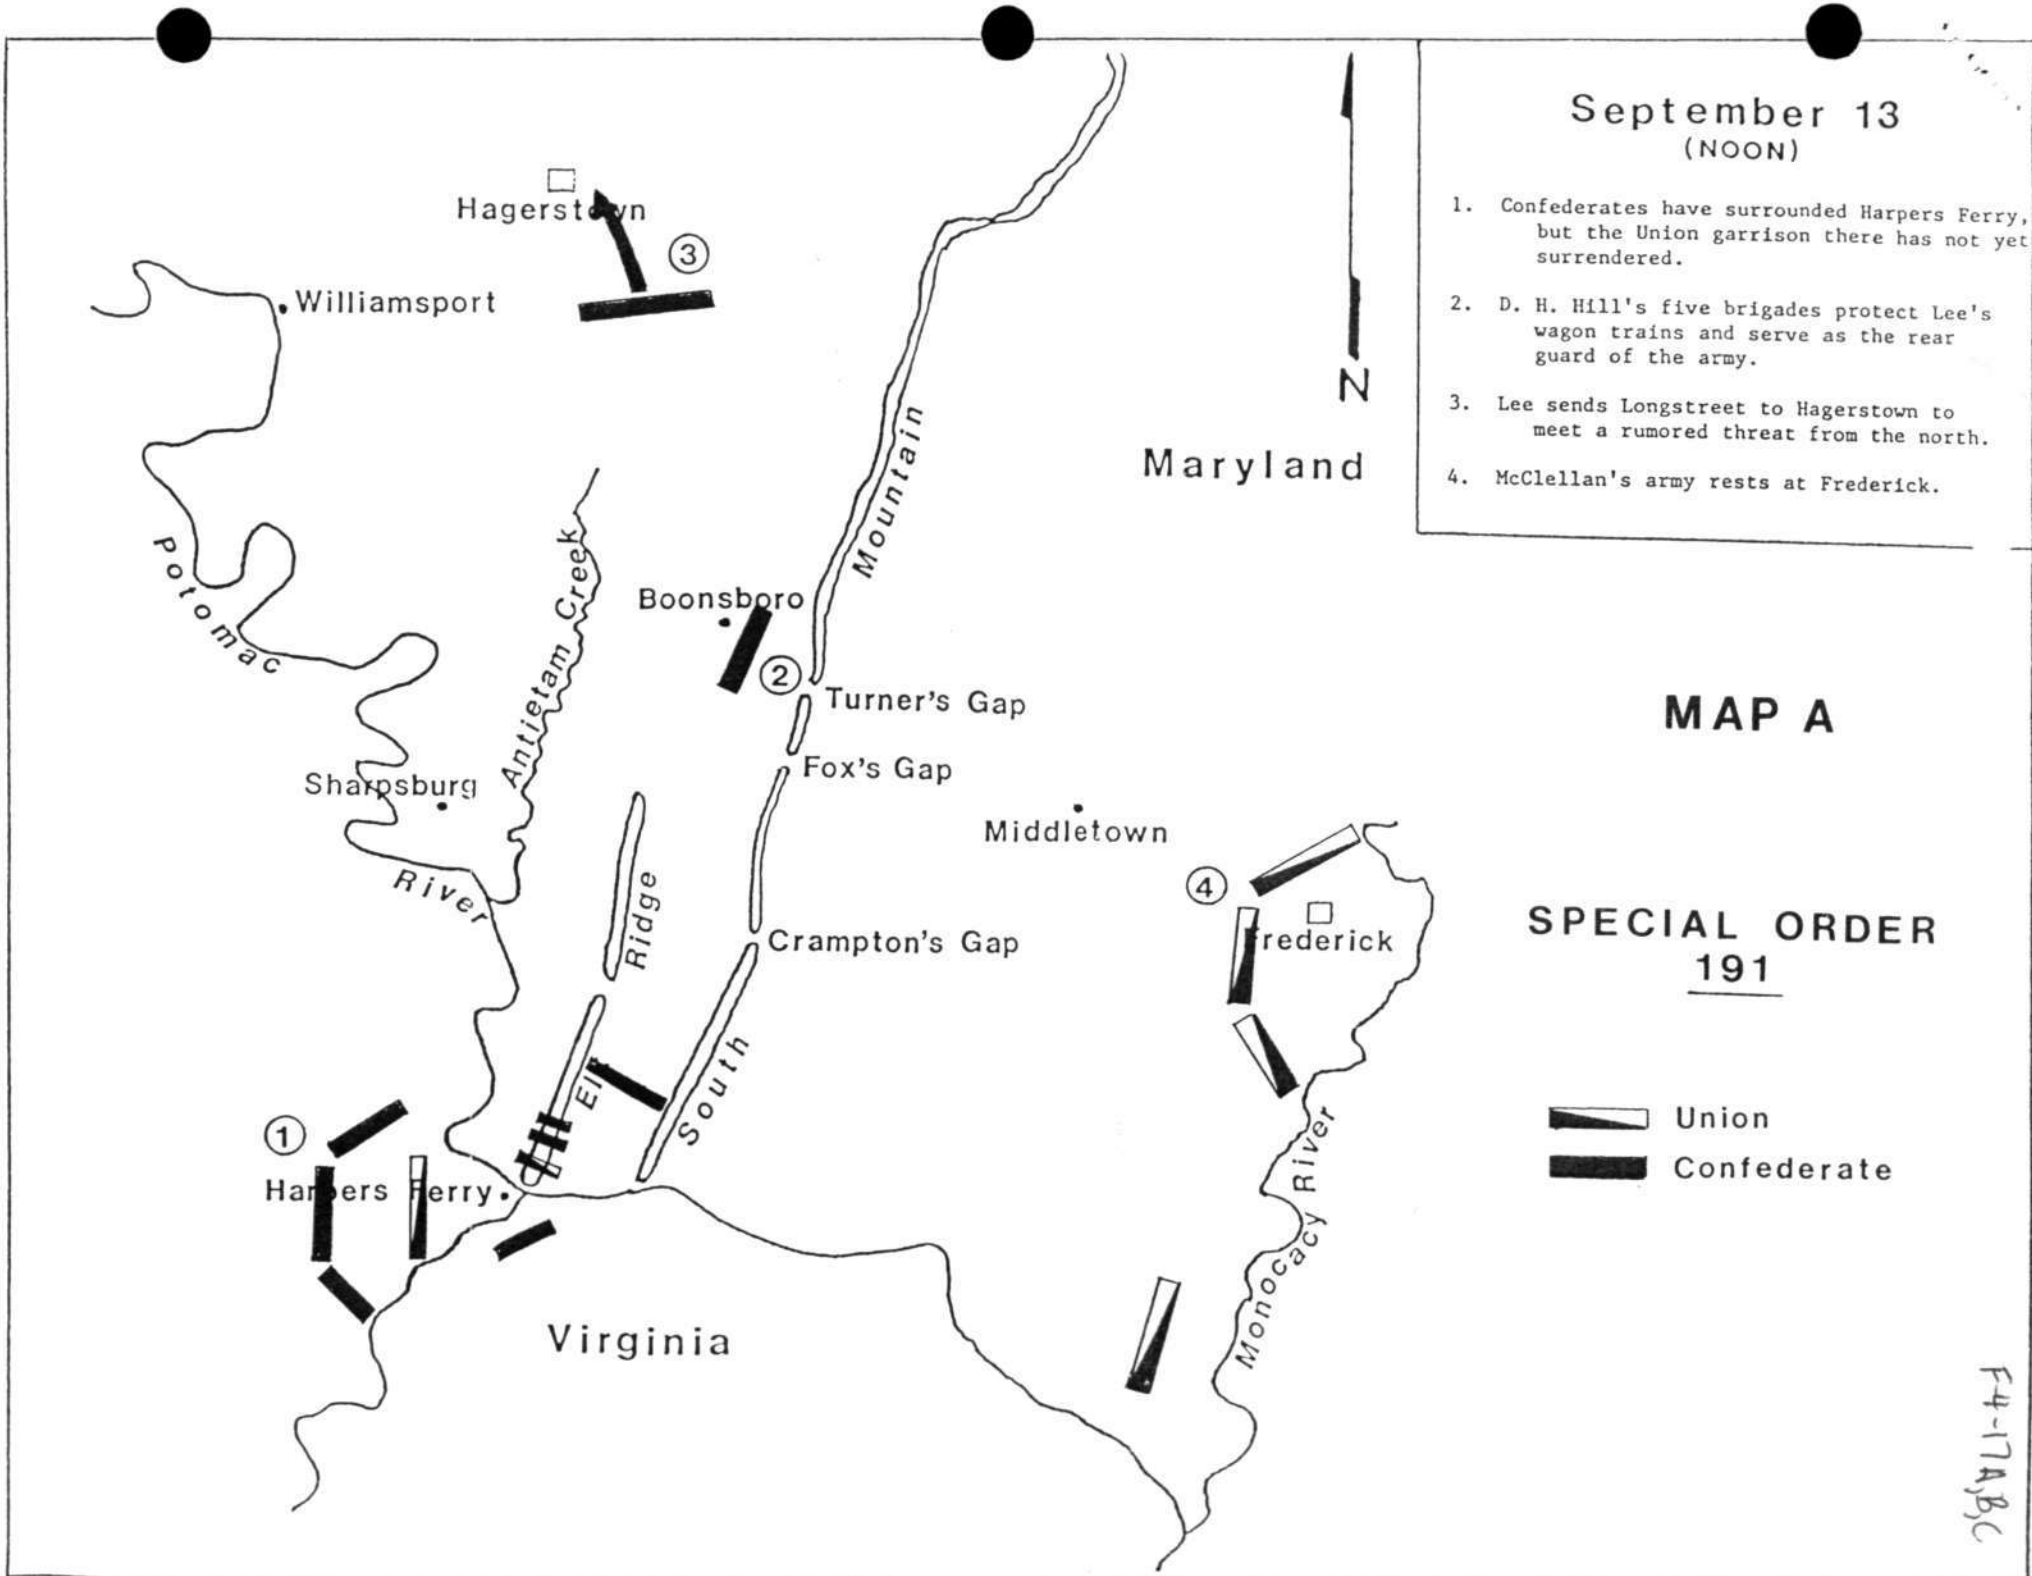 September 13
(NOON)
1. Confederates have surrounded Harpers Ferry,
but the Union garrison there has not yet
surrendered.
2. D. H. Hill's five brigades protect Lee's
wagon trains and serve as the rear
guard of the army.
3. Lee sends Longstreet to Hagerstown to
meet a rumored threat from the north.
4. McClellan's army rests at Frederick.
Hagerstown
3
Williamsport
N
Maryland
Mountain
Potomac
Antietam Creek
Boonsboro
2
Turner's Gap
MAP A
Fox's Gap
Sharpsburg
Middletown
River
Ridge
4
Frederick
Crampton's Gap
SPECIAL ORDER
191
South
Elk
1
Harpers Ferry
Union
Confederate
Monocacy River
Virginia
F4-17A,B,C